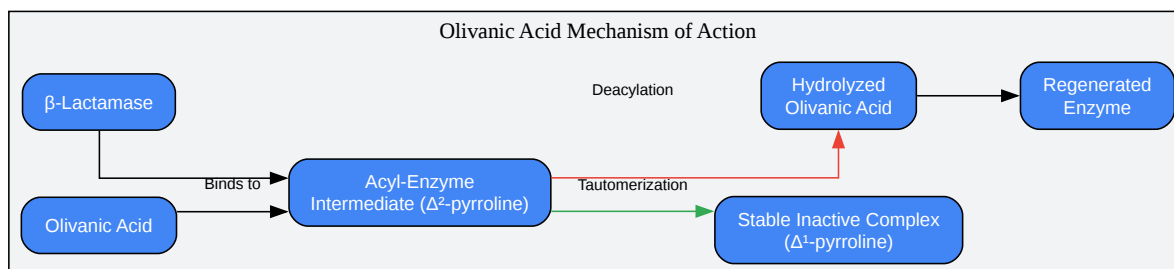 Olivanic Acid Mechanism of Action
β-Lactamase
Deacylation
Hydrolyzed
Olivanic Acid
Regenerated
Enzyme
Binds to
Acyl-Enzyme
Intermediate (Δ²-pyrroline)
Tautomerization
Olivanic Acid
Stable Inactive Complex
(Δ¹-pyrroline)